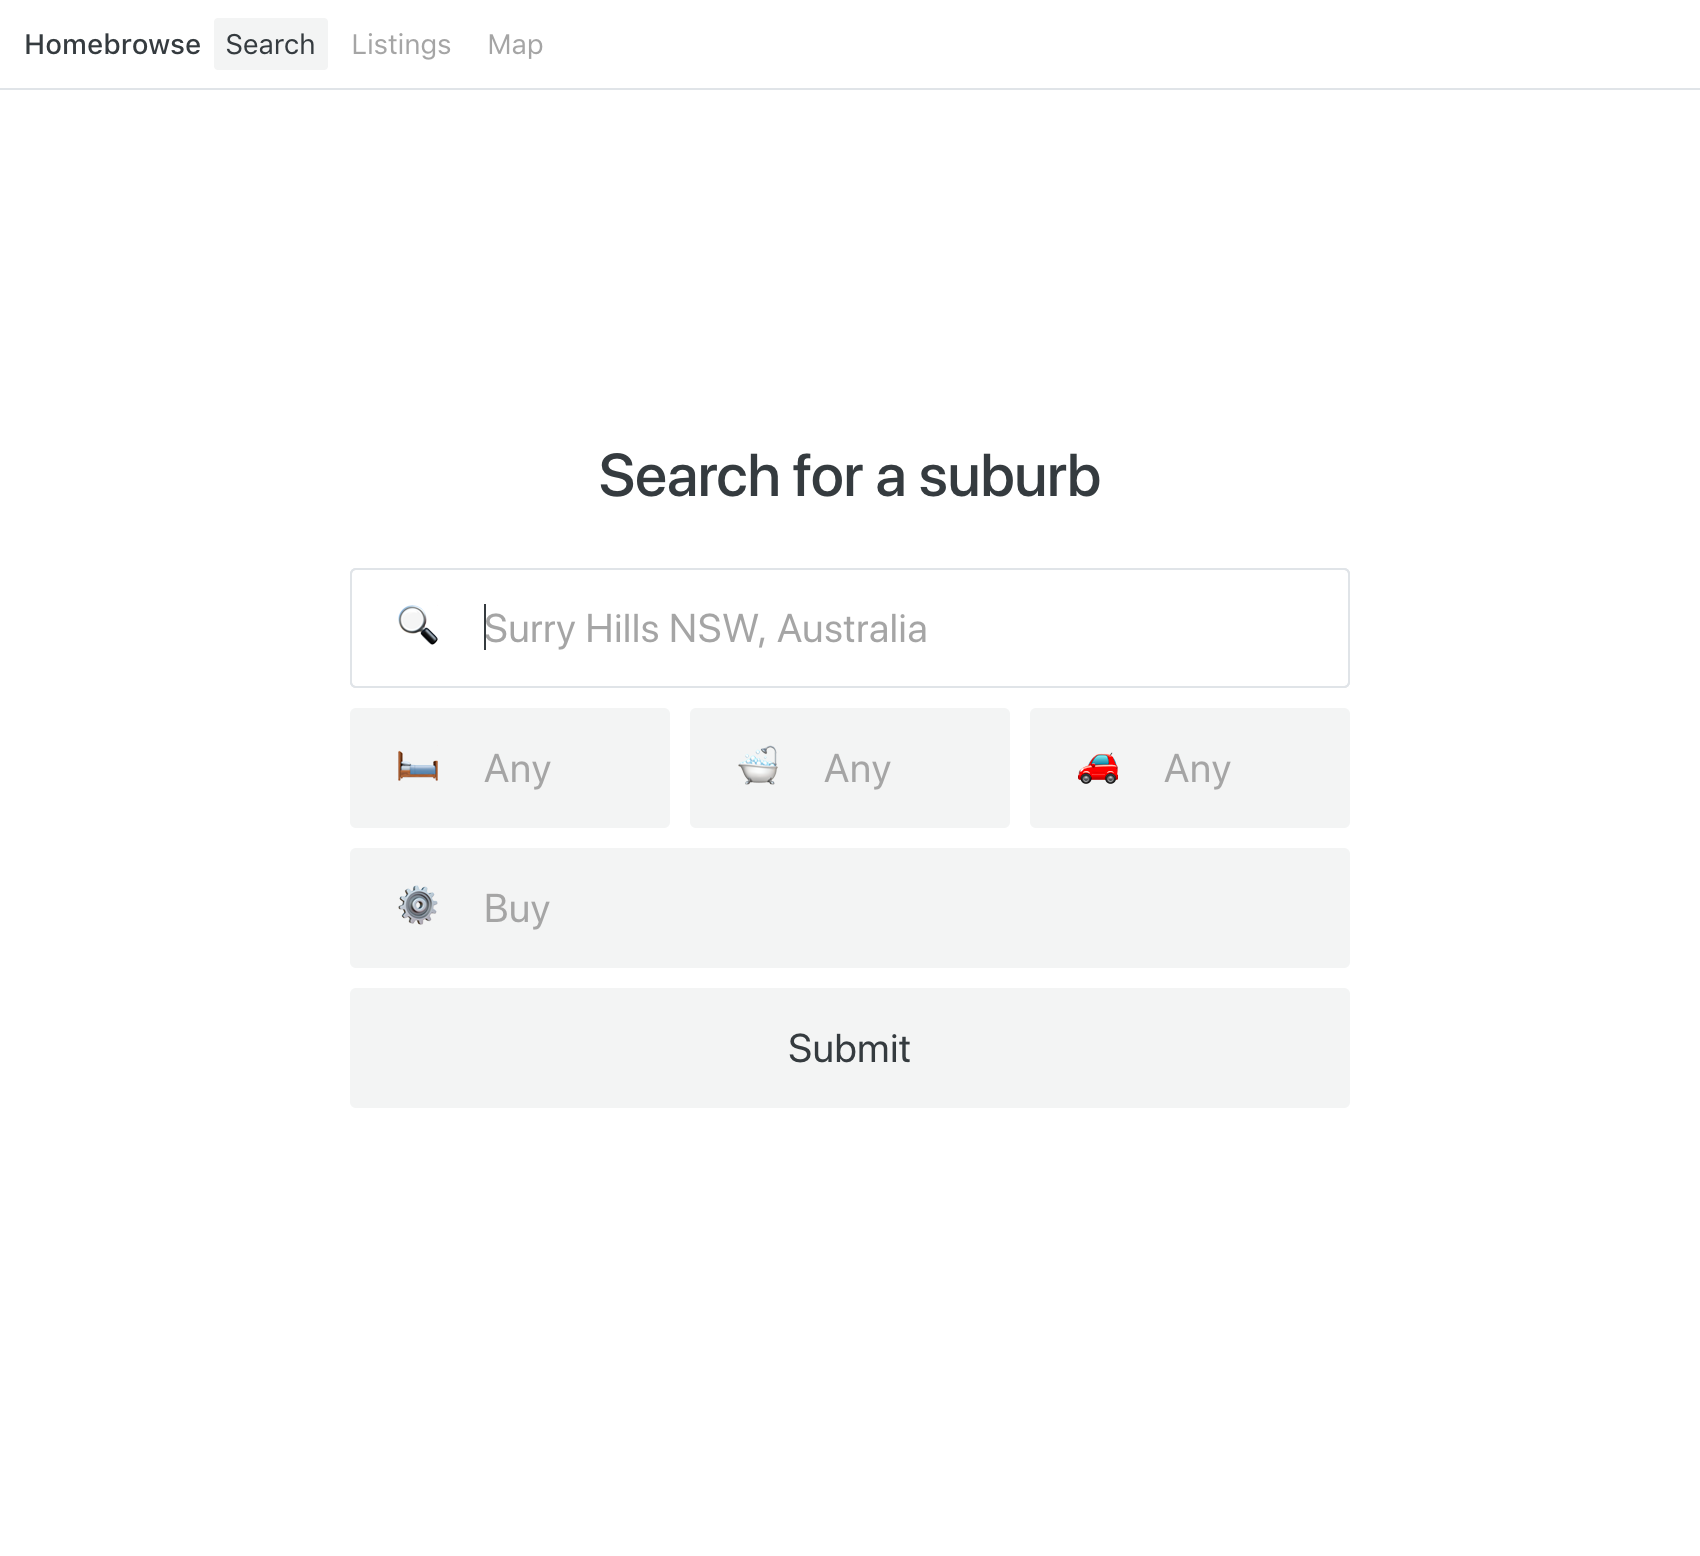 Homebrowse Search Listings Map
Search for a suburb
Surry Hills NSW, Australia
Any Any Any
Buy
Submit